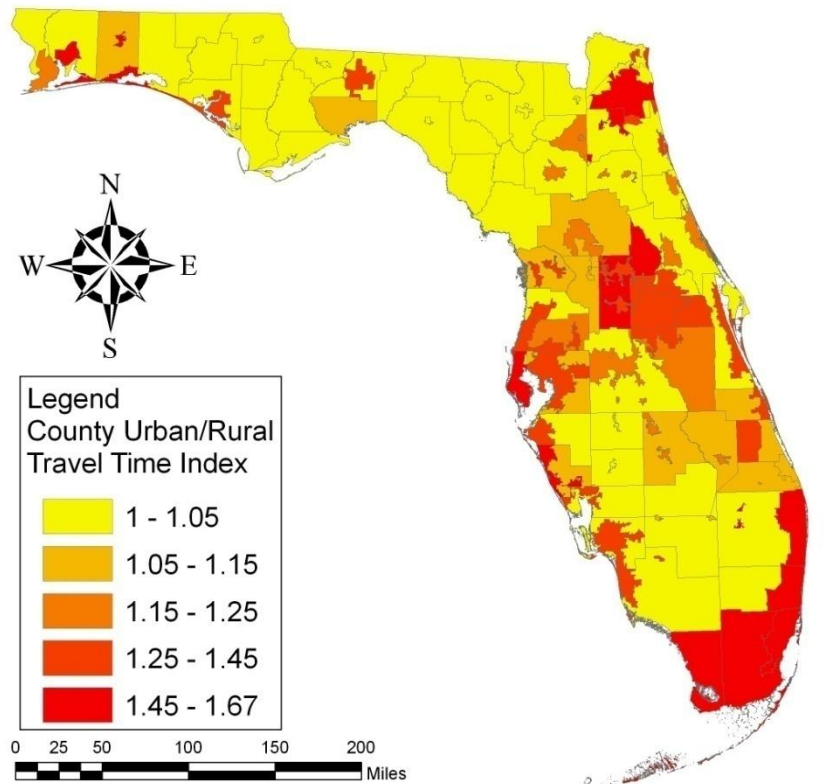 N
W E
S
Legend
County Urban/Rural
Travel Time Index
1 - 1.05
1.05 - 1.15
1.15 - 1.25
1.25 - 1.45
1.45 - 1.67
0 25 50 100 150 200
Miles